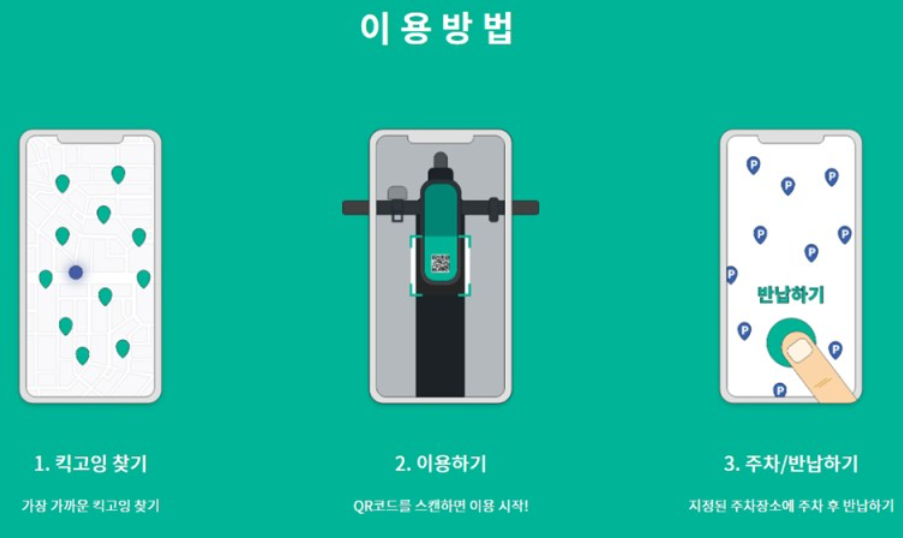 이용방법
반납하기
1. 킥고잉 찾기
2. 이용하기
3. 주차/반납하기
가장 가까운 킥고잉 찾기
QR코드를 스캔하면 이용 시작!
지정된 주차장소에 주차 후 반납하기
P
P
P
P
P
P
P
P
P
P